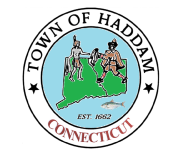 TOWN OF HADDAM
EST. 1662
CONNECTICUT